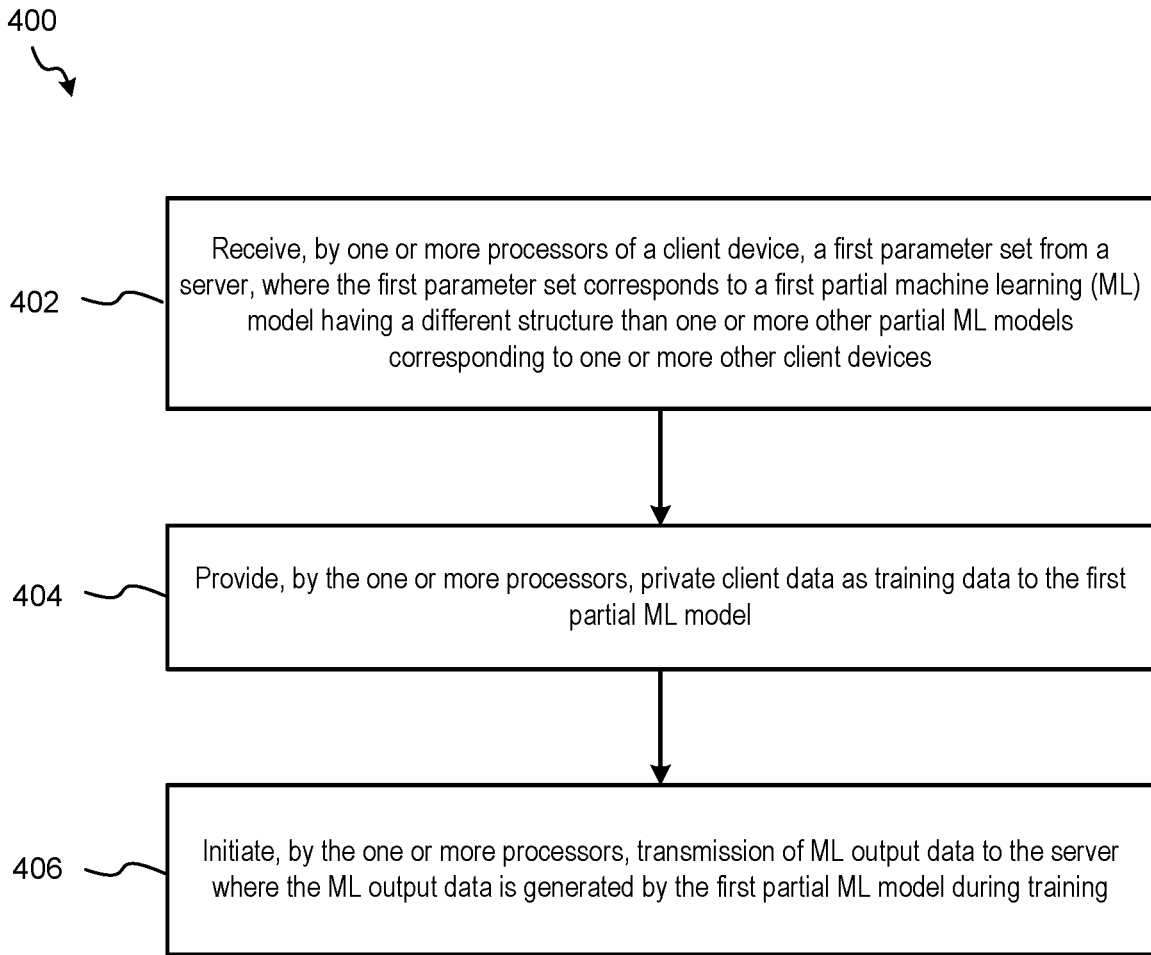 400
Receive, by one or more processors of a client device, a first parameter set from a
server, where the first parameter set corresponds to a first partial machine learning (ML)
model having a different structure than one or more other partial ML models
corresponding to one or more other client devices
402
Provide, by the one or more processors, private client data as training data to the first
partial ML model
404
Initiate, by the one or more processors, transmission of ML output data to the server
where the ML output data is generated by the first partial ML model during training
406